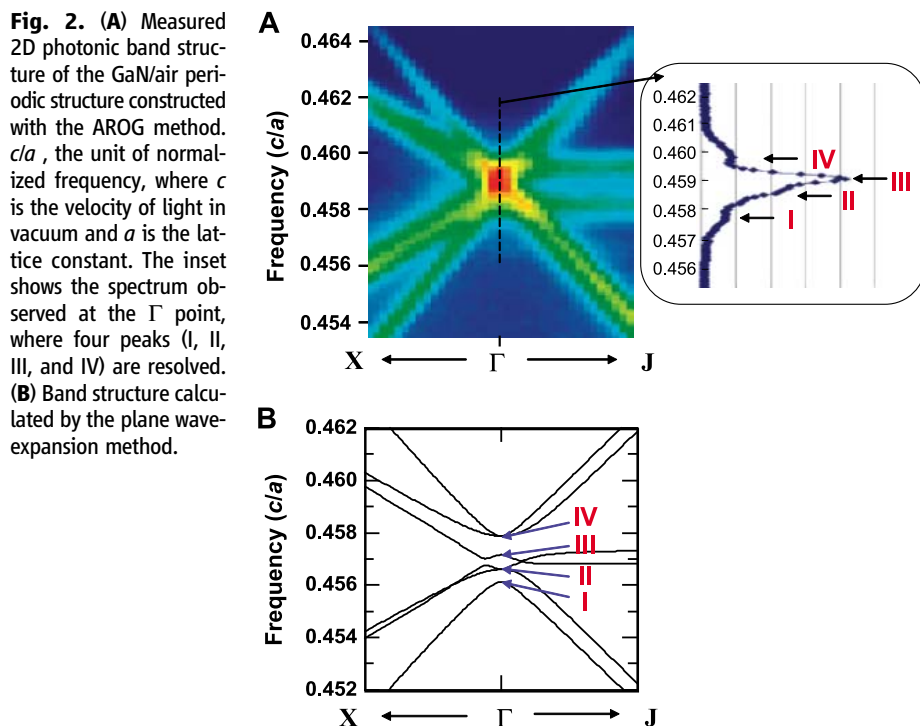 Fig. 2. (A) Measured
2D photonic band struc-
ture of the GaN/air peri-
odic structure constructed
with the AROG method.
c/a , the unit of normal-
ized frequency, where c
is the velocity of light in
vacuum and a is the lat-
tice constant. The inset
shows the spectrum ob-
served at the Γ point,
where four peaks (I, II,
III, and IV) are resolved.
(B) Band structure calcu-
lated by the plane wave-
expansion method.
A
Frequency (c/a)
0.464
0.462
0.460
0.458
0.456
0.454
X
Γ
J
0.462
0.461
0.460
0.459
0.458
0.457
0.456
IV
III
II
I
B
Frequency (c/a)
0.462
0.460
0.458
0.456
0.454
0.452
IV
III
II
I
X
Γ
J